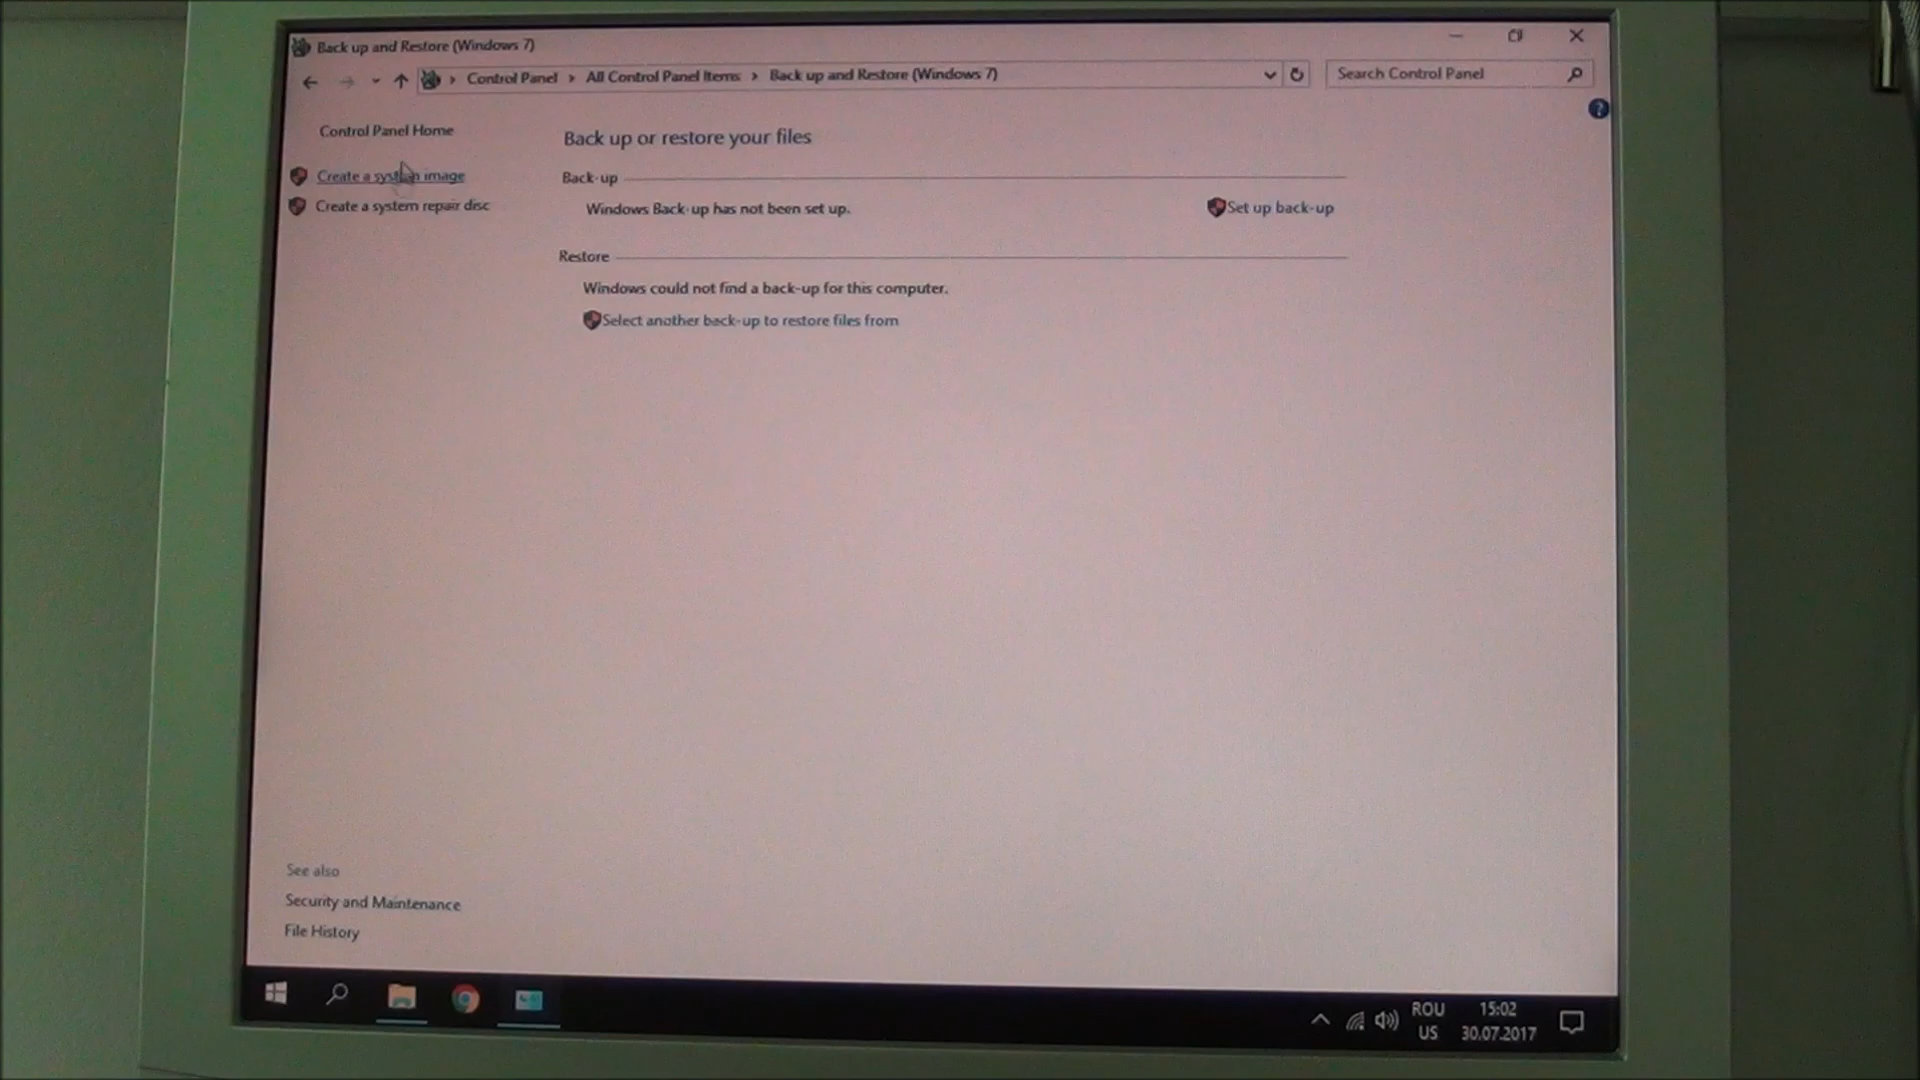 Back up and Restore (Windows 7)
Control Panel > All Control Panel Items > Back up and Restore (Windows 7)
Search Control Panel
Control Panel Home
Create a system image
Create a system repair disc
Back up or restore your files
Back-up
Windows Back-up has not been set up.
Set up back-up
Restore
Windows could not find a back-up for this computer.
Select another back-up to restore files from
See also
Security and Maintenance
File History
ROU
US
15:02
30.07.2017